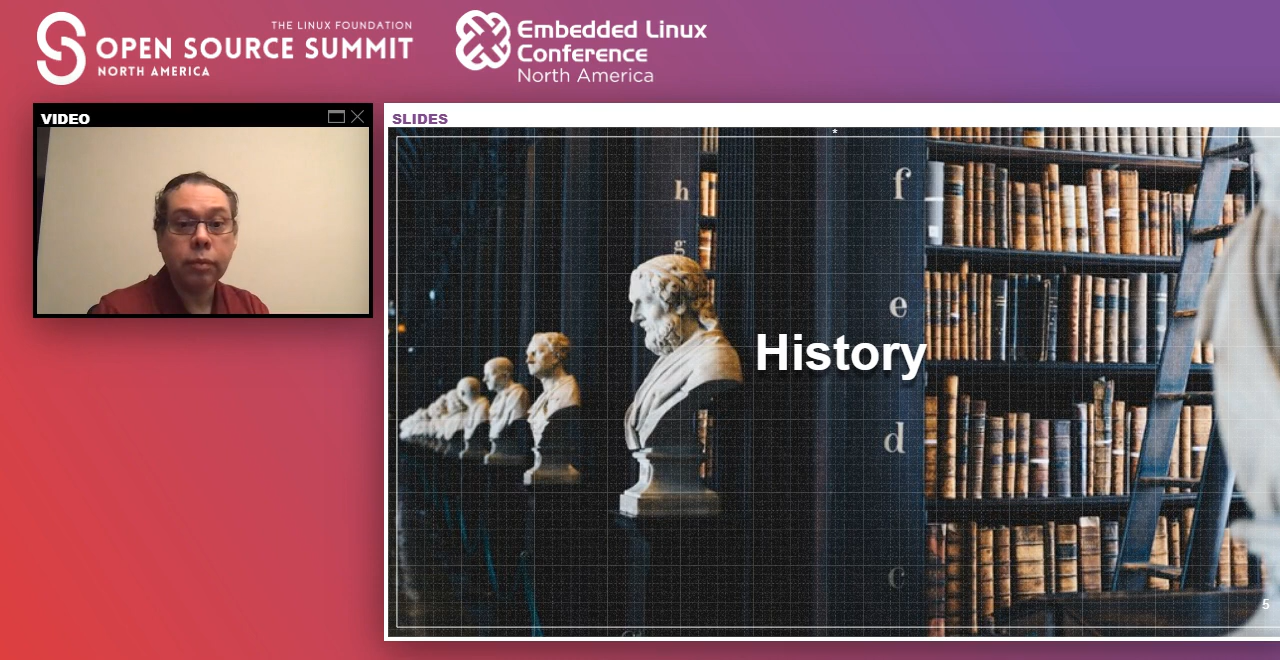 THE LINUX FOUNDATION
OPEN SOURCE SUMMIT
NORTH AMERICA
Embedded Linux
Conference
North America
VIDEO
SLIDES
*
h
g
f
e
d
c
History
5